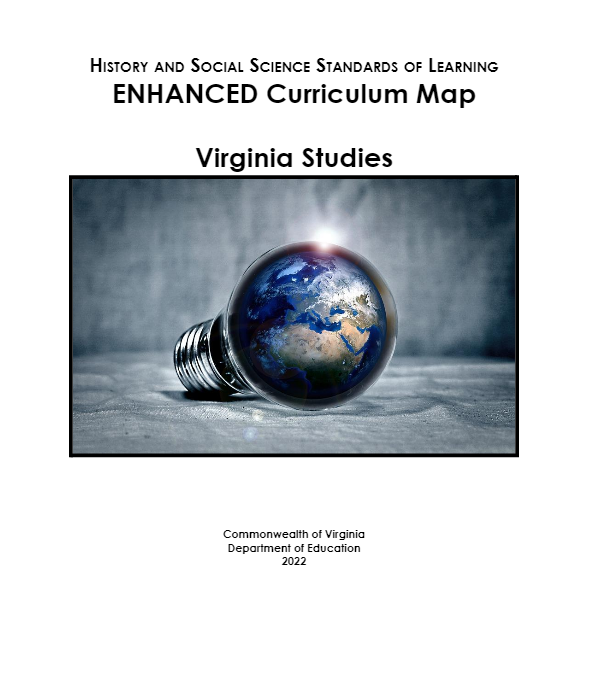 History and Social Science Standards of Learning
ENHANCED Curriculum Map
Virginia Studies
Commonwealth of Virginia
Department of Education
2022